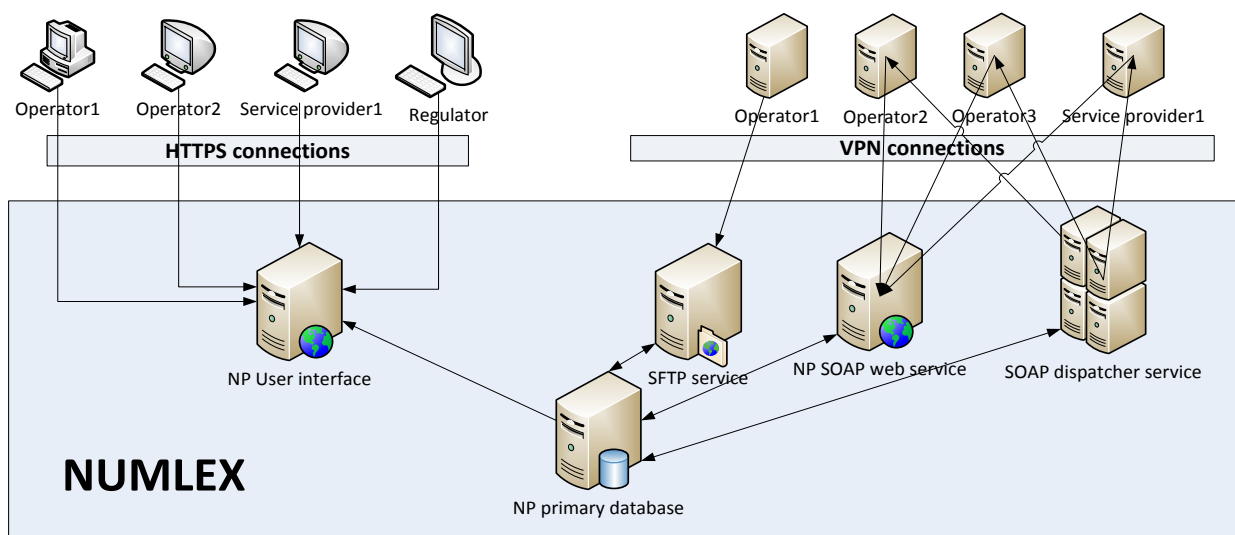 Operator1
Operator2
Service provider1
Regulator
Operator1
Operator2
Operator3
Service provider1
HTTPS connections
VPN connections
NP User interface
SFTP service
NP SOAP web service
SOAP dispatcher service
NUMLEX
NP primary database